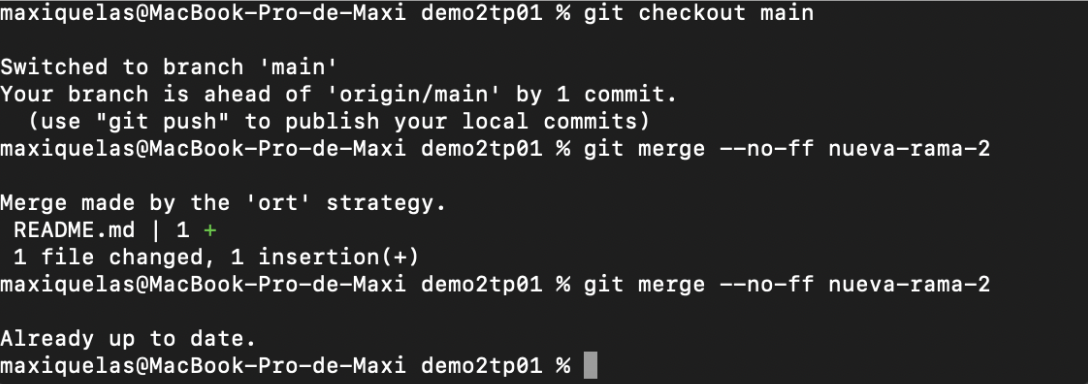 maxiquelas@MacBook-Pro-de-Maxi demo2tp01 % git checkout main
Switched to branch 'main'
Your branch is ahead of 'origin/main' by 1 commit.
  (use "git push" to publish your local commits)
maxiquelas@MacBook-Pro-de-Maxi demo2tp01 % git merge --no-ff nueva-rama-2
Merge made by the 'ort' strategy.
 README.md | 1 +
 1 file changed, 1 insertion(+)
maxiquelas@MacBook-Pro-de-Maxi demo2tp01 % git merge --no-ff nueva-rama-2
Already up to date.
maxiquelas@MacBook-Pro-de-Maxi demo2tp01 %